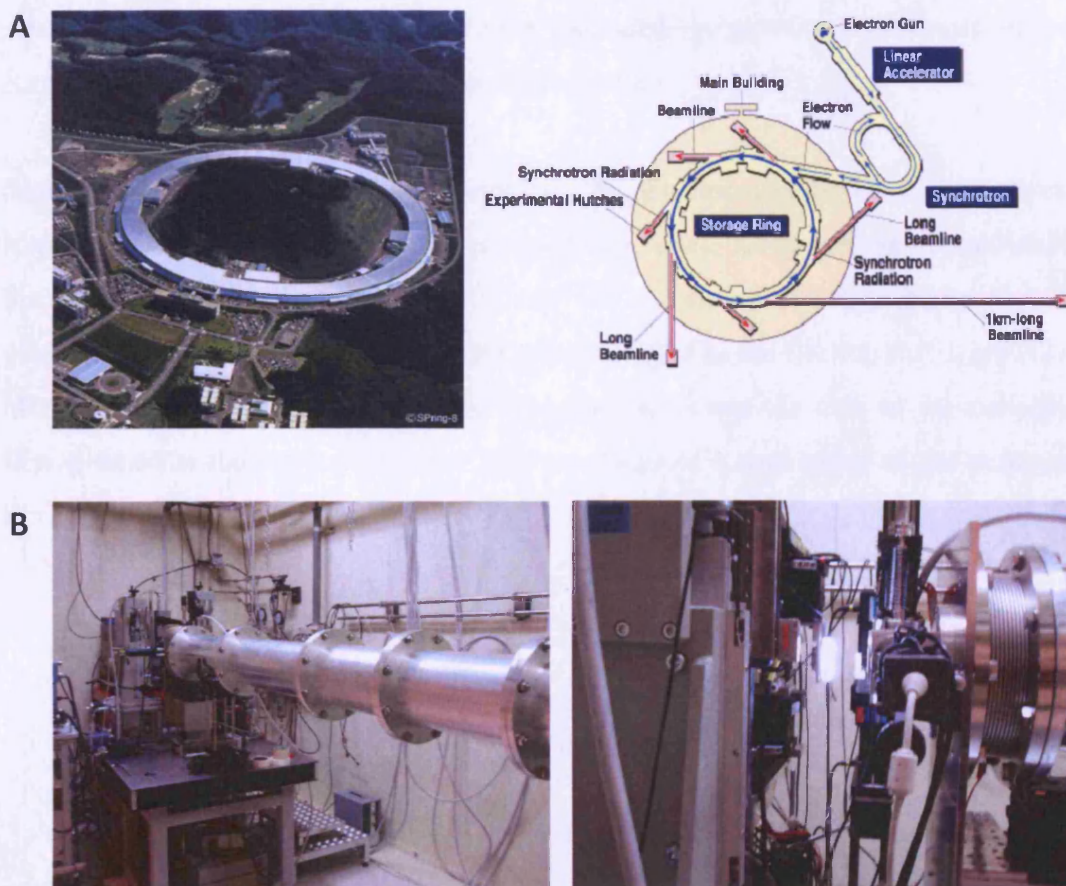 A
©SPring-8
Electron Gun
Linear
Accelerator
Main Building
Beamline
Electron
Flow
Synchrotron Radiation
Experimental Hutches
Synchrotron
Storage Ring
Long
Beamline
Synchrotron
Radiation
1km-long
Beamline
Long
Beamline
B